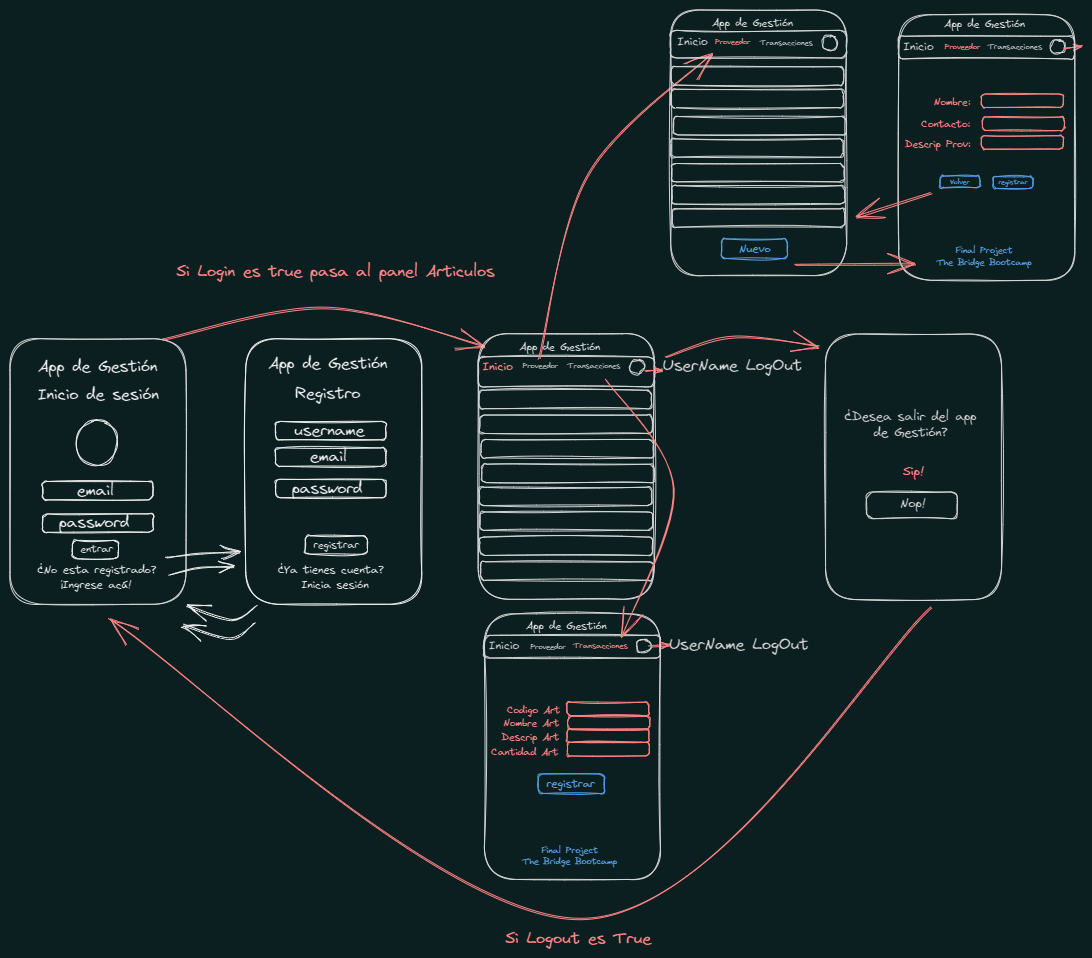 App de Gestión
Inicio Proveedor Transacciones
Nuevo
App de Gestión
Inicio Proveedor Transacciones
Nombre:
Contacto:
Descrip Prov:
Volver registrar
Final Project
The Bridge Bootcamp
Si Login es true pasa al panel Articulos
App de Gestión
Inicio de sesión
email
password
entrar
¿No esta registrado?
¡Ingrese acá!
App de Gestión
Registro
username
email
password
registrar
¿Ya tienes cuenta?
Inicia sesión
App de Gestión
Inicio Proveedor Transacciones
UserName LogOut
¿Desea salir del app
de Gestión?
Sip!
Nop!
App de Gestión
Inicio Proveedor Transacciones
UserName LogOut
Codigo Art
Nombre Art
Descrip Art
Cantidad Art
registrar
Final Project
The Bridge Bootcamp
Si Logout es True